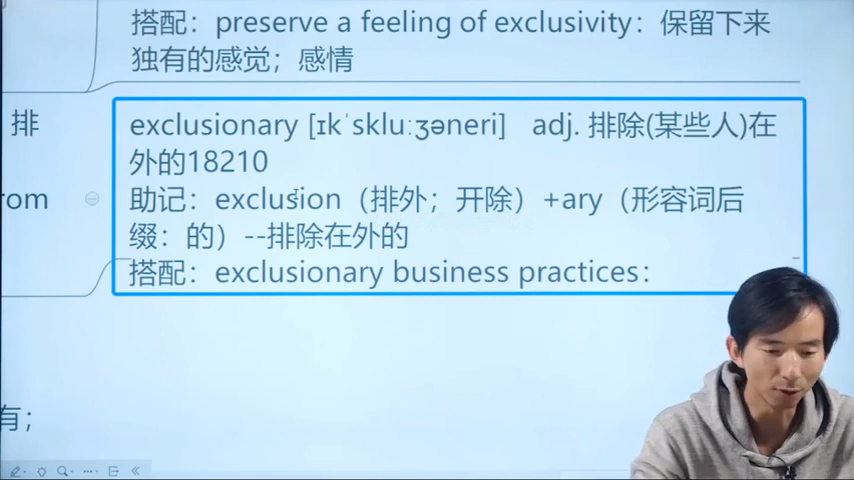 搭配：preserve a feeling of exclusivity：保留下来
独有的感觉；感情
排
exclusionary [ɪkˈskluːʒəneri]   adj. 排除(某些人)在
外的18210
rom
助记：exclusion（排外；开除）+ary（形容词后
缀：的）--排除在外的
搭配：exclusionary business practices：
有；